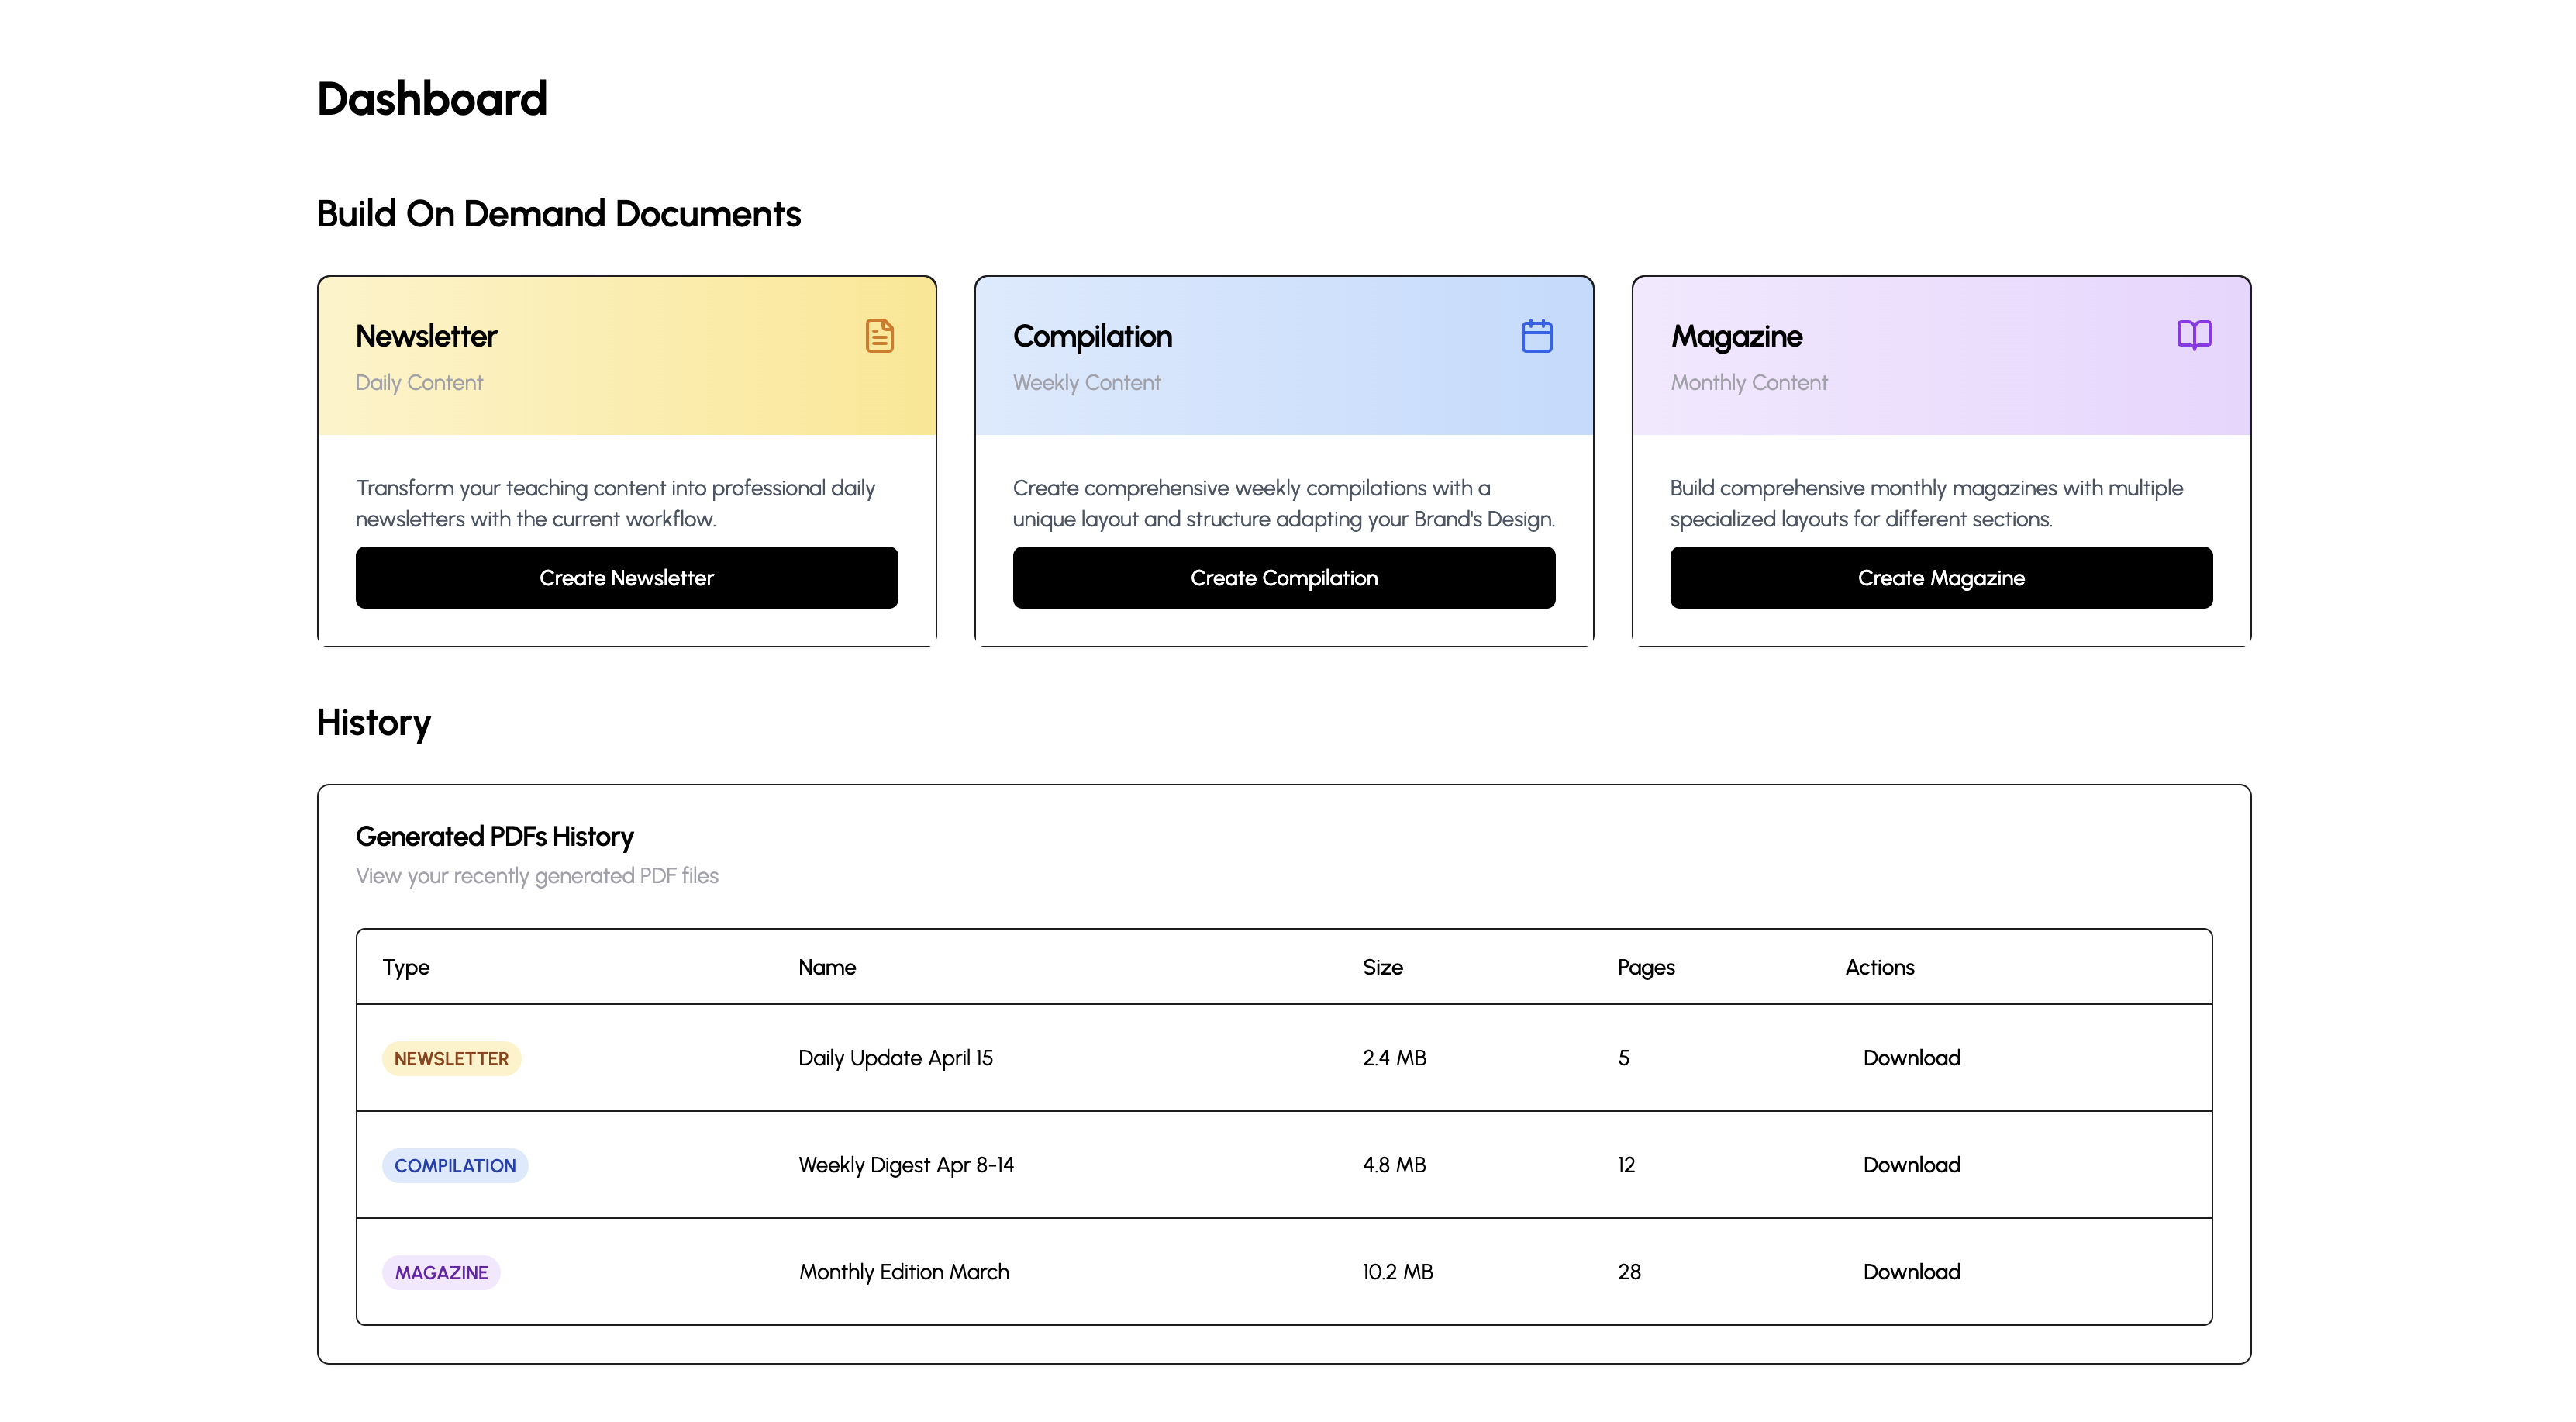 Dashboard
Build On Demand Documents
Newsletter
Daily Content
Transform your teaching content into professional daily
newsletters with the current workflow.
Create Newsletter
Compilation
Weekly Content
Create comprehensive weekly compilations with a
unique layout and structure adapting your Brand's Design.
Create Compilation
Magazine
Monthly Content
Build comprehensive monthly magazines with multiple
specialized layouts for different sections.
Create Magazine
History
Generated PDFs History
View your recently generated PDF files
Type Name Size Pages Actions
NEWSLETTER Daily Update April 15 2.4 MB 5 Download
COMPILATION Weekly Digest Apr 8-14 4.8 MB 12 Download
MAGAZINE Monthly Edition March 10.2 MB 28 Download